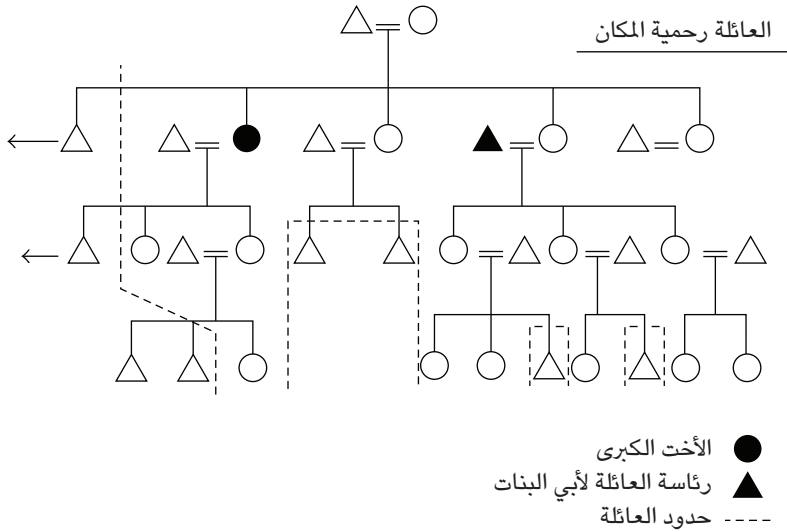 العائلة رحمية المكان
الأخت الكبرى
رئاسة العائلة لأبي البنات
حدود العائلة